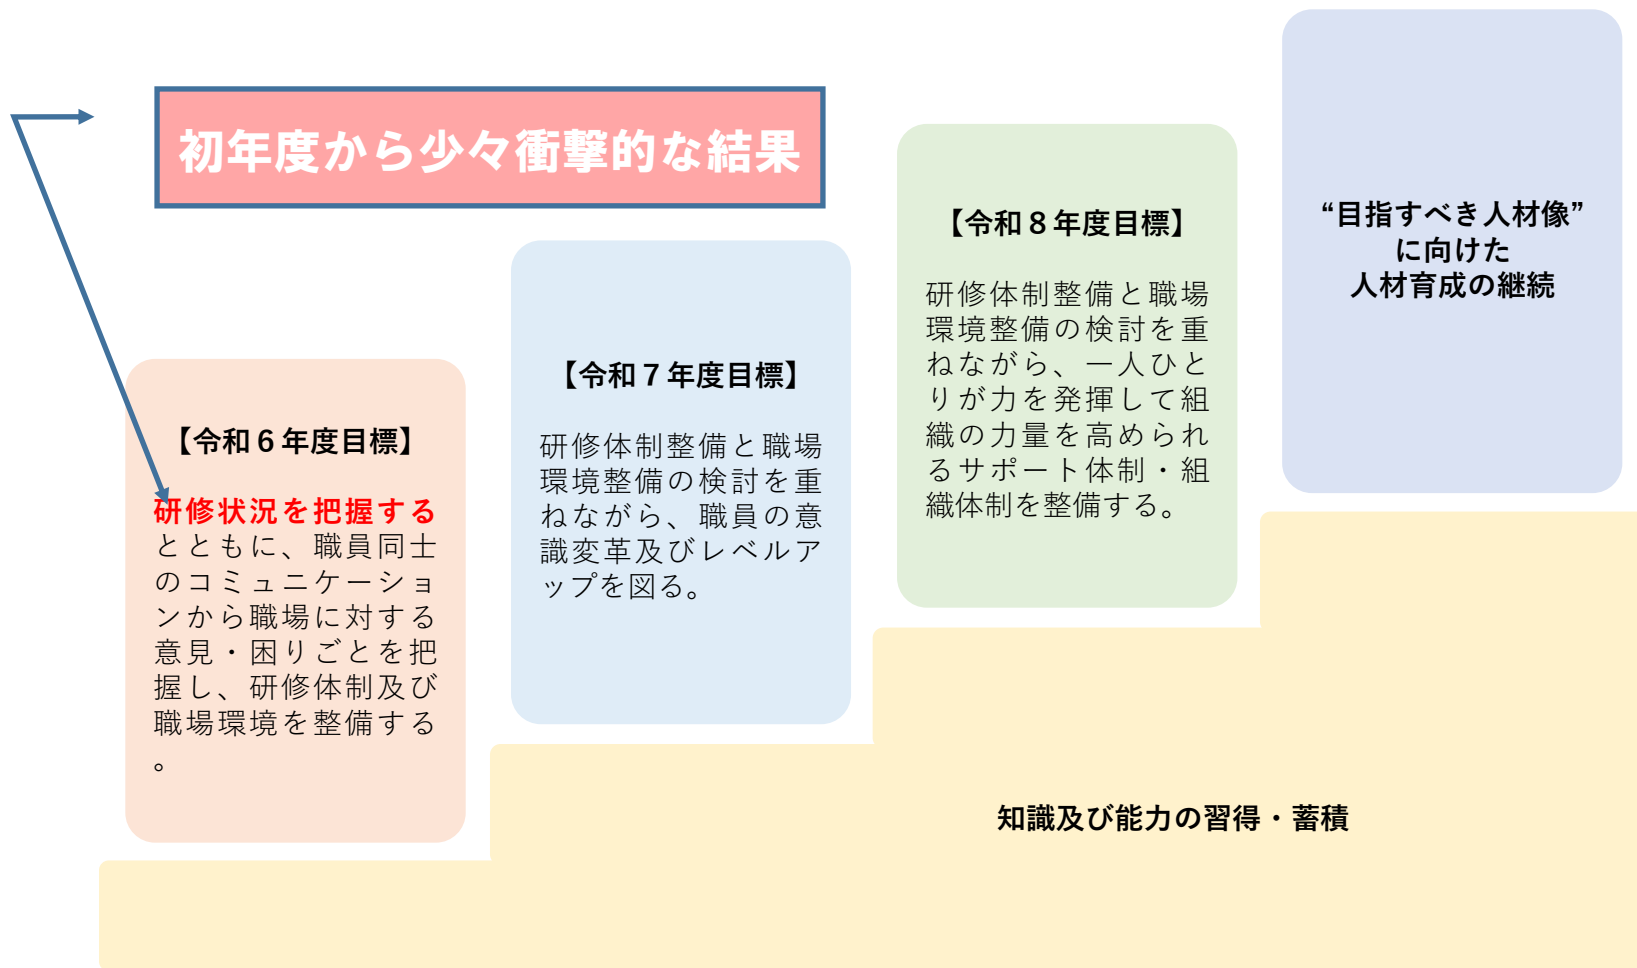 初年度から少々衝撃的な結果
【令和６年度目標】
研修状況を把握する
とともに、職員同士
のコミュニケーショ
ンから職場に対する
意見・困りごとを把
握し、研修体制及び
職場環境を整備する
。
【令和７年度目標】
研修体制整備と職場
環境整備の検討を重
ねながら、職員の意
識変革及びレベルア
ップを図る。
【令和８年度目標】
研修体制整備と職場
環境整備の検討を重
ねながら、一人ひと
りが力を発揮して組
織の力量を高められ
るサポート体制・組
織体制を整備する。
“目指すべき人材像”
に向けた
人材育成の継続
知識及び能力の習得・蓄積